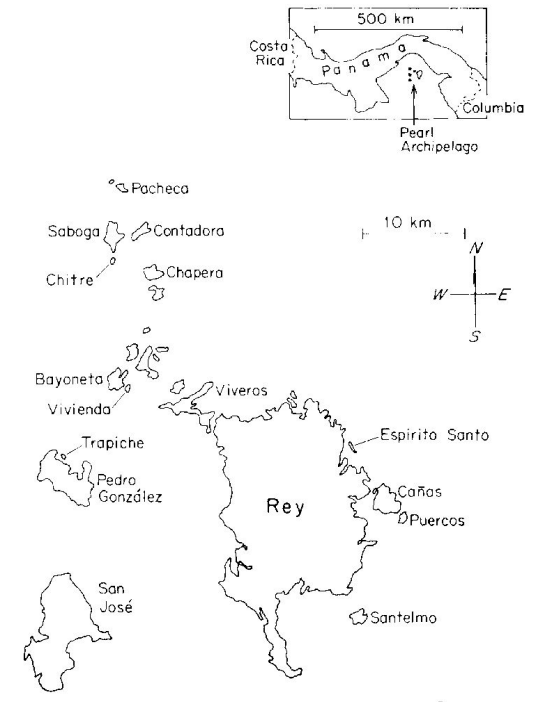 500 km
Costa
Rica
Panama
Columbia
Pearl
Archipelago
Pacheca
Saboga
Contadora
10 km
N
Chitre
Chapera
W
E
S
Bayoneta
Viveros
Vivienda
Trapiche
Espirito Santo
Pedro
González
Cañas
Rey
Puercos
San
José
Santelmo